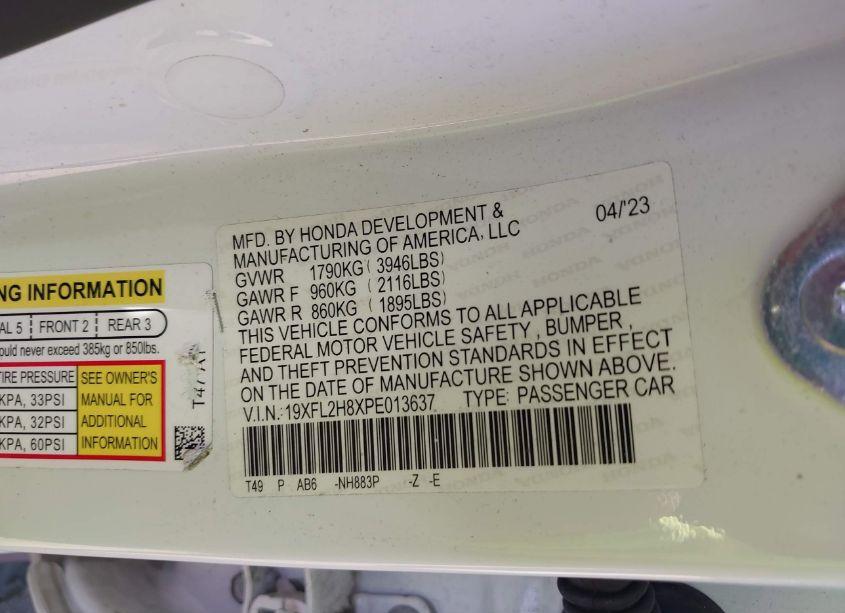 NG INFORMATION
AL 5 FRONT 2 REAR 3
ould never exceed 385kg or 850lbs.
TIRE PRESSURE
KPA, 33PSI
KPA, 32PSI
KPA, 60PSI
SEE OWNER'S
MANUAL FOR
ADDITIONAL
INFORMATION
MFD. BY HONDA DEVELOPMENT & 04/'23
MANUFACTURING OF AMERICA, LLC
GVWR 1790KG ( 3946LBS)
GAWR F 960KG ( 2116LBS)
GAWR R 860KG ( 1895LBS)
THIS VEHICLE CONFORMS TO ALL APPLICABLE
FEDERAL MOTOR VEHICLE SAFETY, BUMPER,
AND THEFT PREVENTION STANDARDS IN EFFECT
ON THE DATE OF MANUFACTURE SHOWN ABOVE.
V.I.N.:19XFL2H8XPE013637 TYPE: PASSENGER CAR
T49 P AB6 -NH883P -Z -E